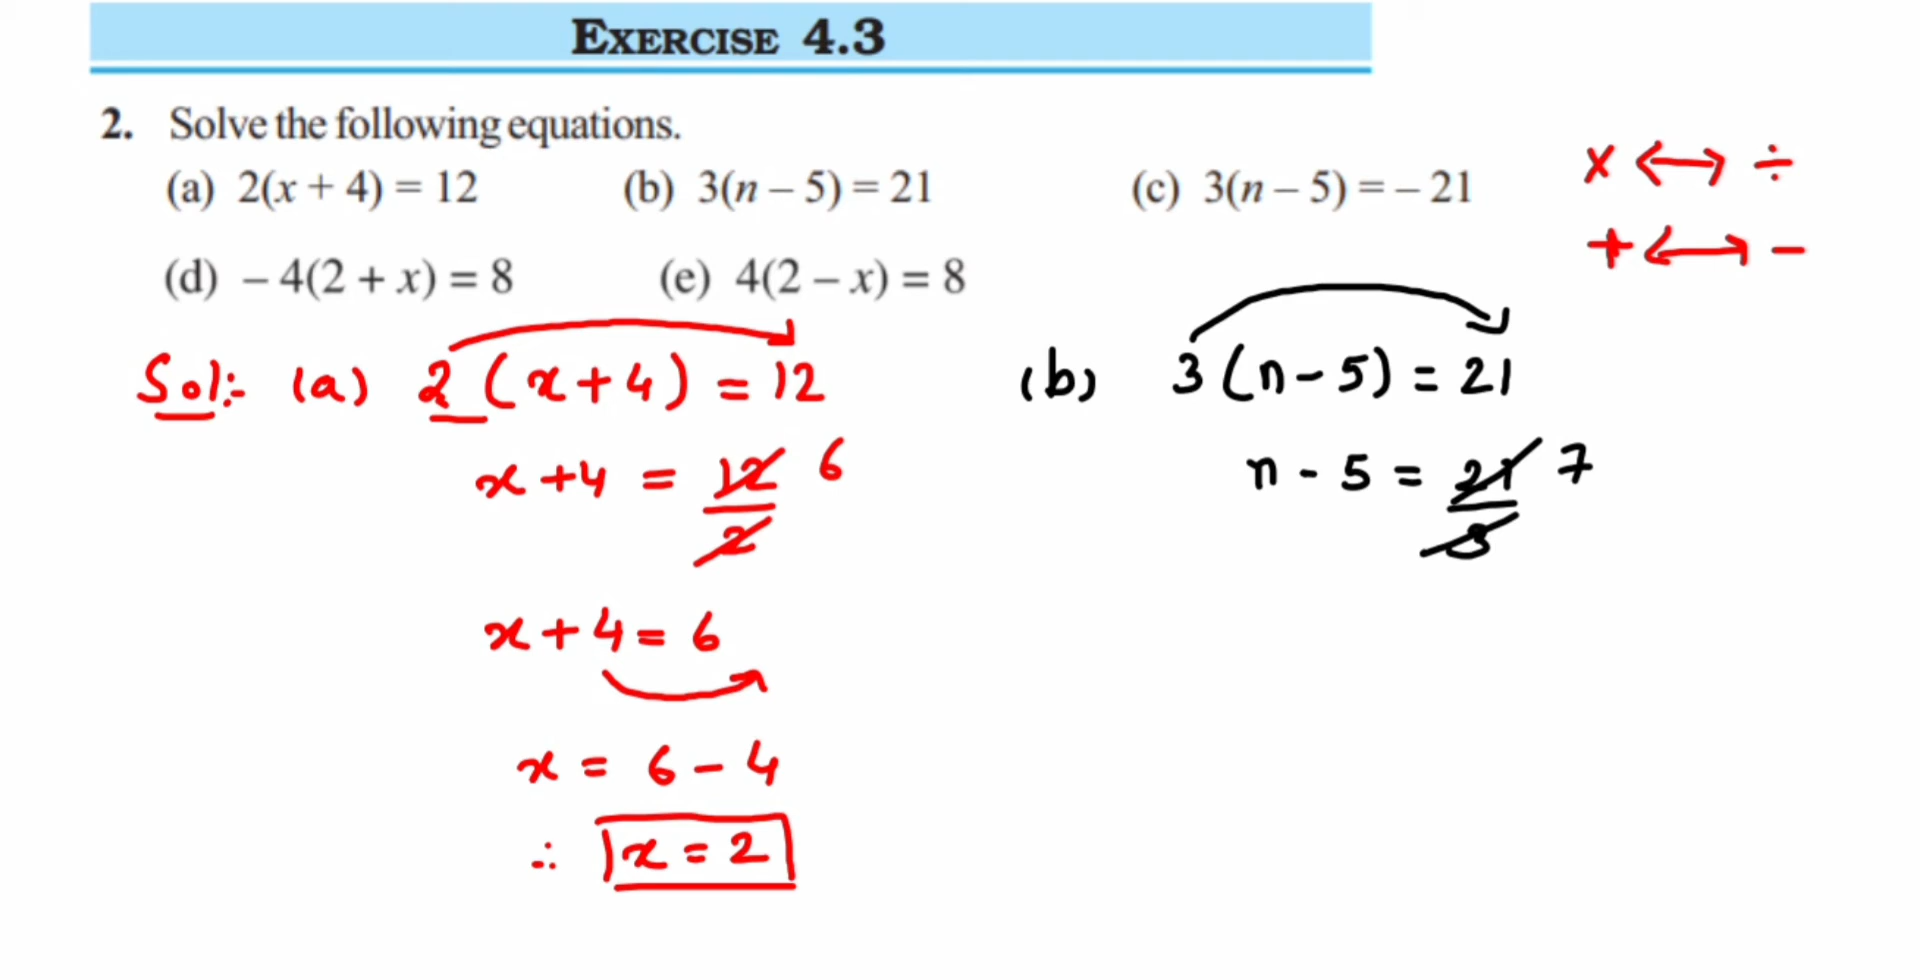 EXERCISE 4.3
2. Solve the following equations.
(a) 2(x + 4) = 12 (b) 3(n – 5) = 21 (c) 3(n – 5) = – 21
(d) – 4(2 + x) = 8 (e) 4(2 – x) = 8
× ↔ ÷
+ ↔ −
Sol:- (a) 2(x+4) = 12
x+4 = 12/2 6
x+4 = 6
x = 6 - 4
∴ x = 2
(b) 3(n-5) = 21
n - 5 = 21/3 7